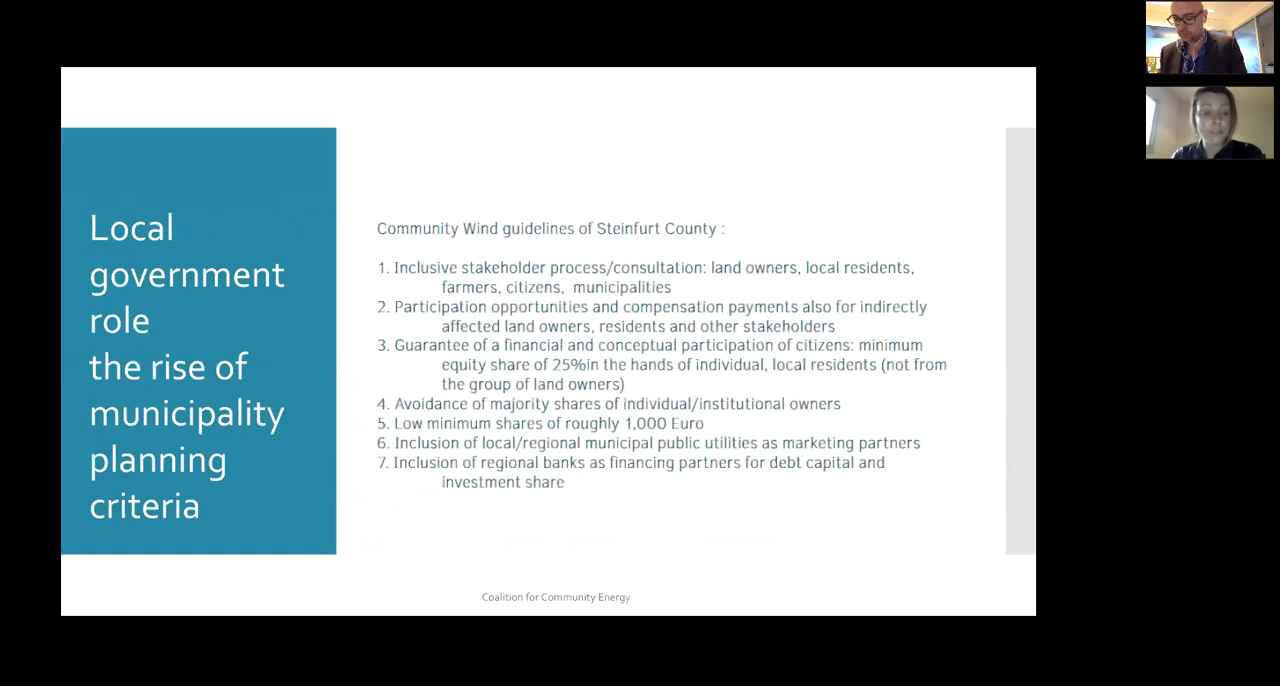 Local
government
role
the rise of
municipality
planning
criteria
Community Wind guidelines of Steinfurt County :
1. Inclusive stakeholder process/consultation: land owners, local residents,
farmers, citizens, municipalities
2. Participation opportunities and compensation payments also for indirectly
affected land owners, residents and other stakeholders
3. Guarantee of a financial and conceptual participation of citizens: minimum
equity share of 25%in the hands of individual, local residents (not from
the group of land owners)
4. Avoidance of majority shares of individual/institutional owners
5. Low minimum shares of roughly 1,000 Euro
6. Inclusion of local/regional municipal public utilities as marketing partners
7. Inclusion of regional banks as financing partners for debt capital and
investment share
Coalition for Community Energy